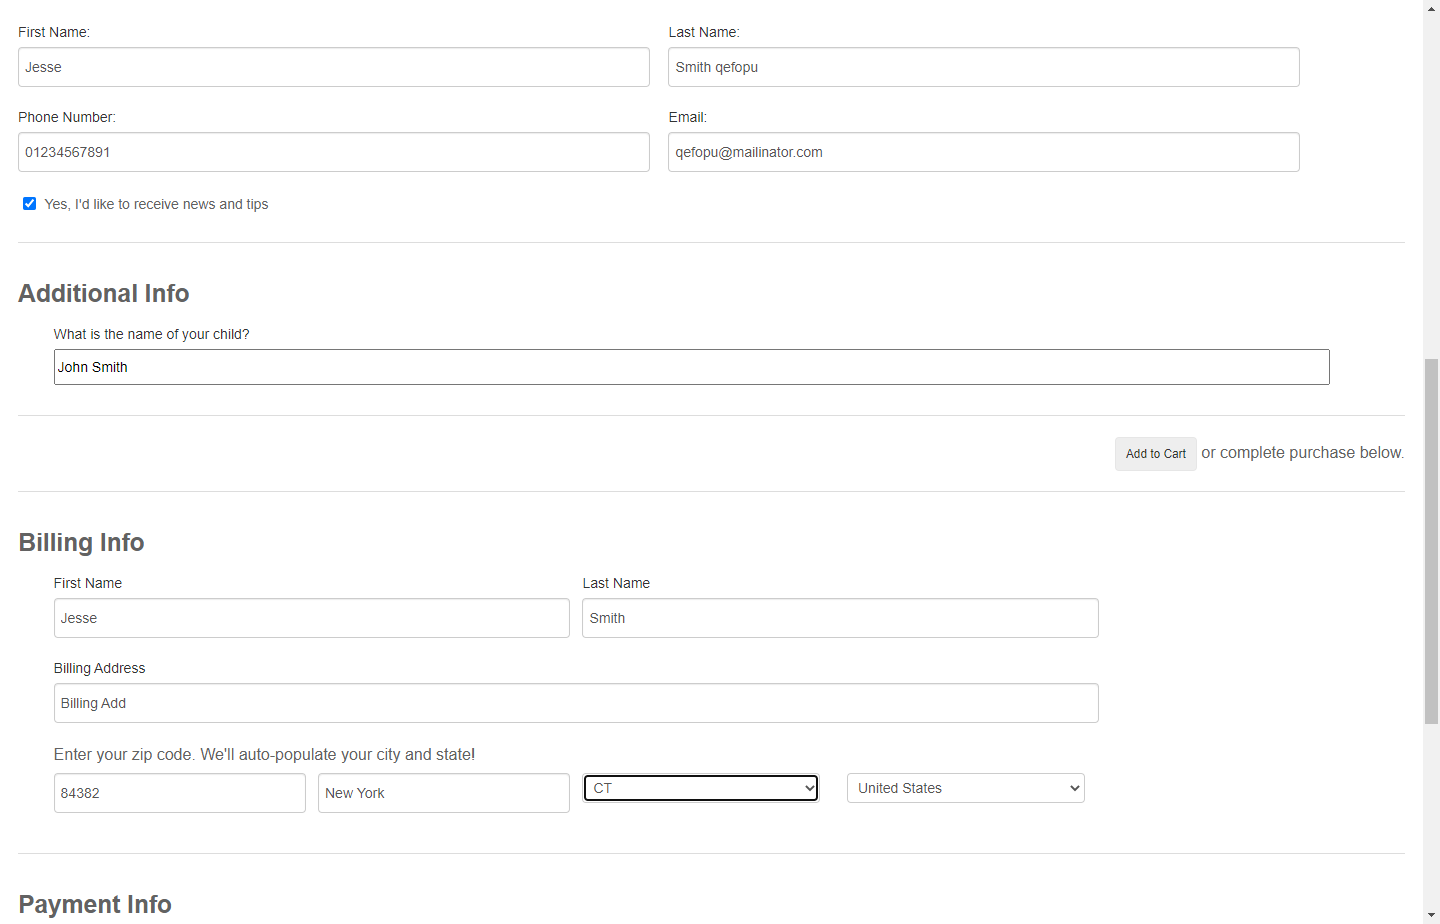 First Name:
Last Name:
Jesse
Smith qefopu
Phone Number:
Email:
01234567891
qefopu@mailinator.com
Yes, I'd like to receive news and tips
Additional Info
What is the name of your child?
John Smith
Add to Cart or complete purchase below.
Billing Info
First Name
Last Name
Jesse
Smith
Billing Address
Billing Add
Enter your zip code. We'll auto-populate your city and state!
84382
New York
CT
United States
Payment Info